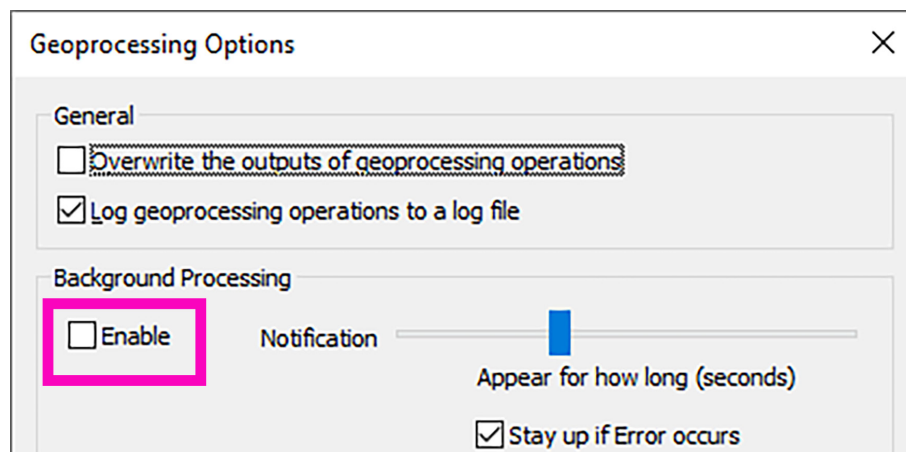 Geoprocessing Options
General
Overwrite the outputs of geoprocessing operations
Log geoprocessing operations to a log file
Background Processing
Enable Notification
Appear for how long (seconds)
Stay up if Error occurs